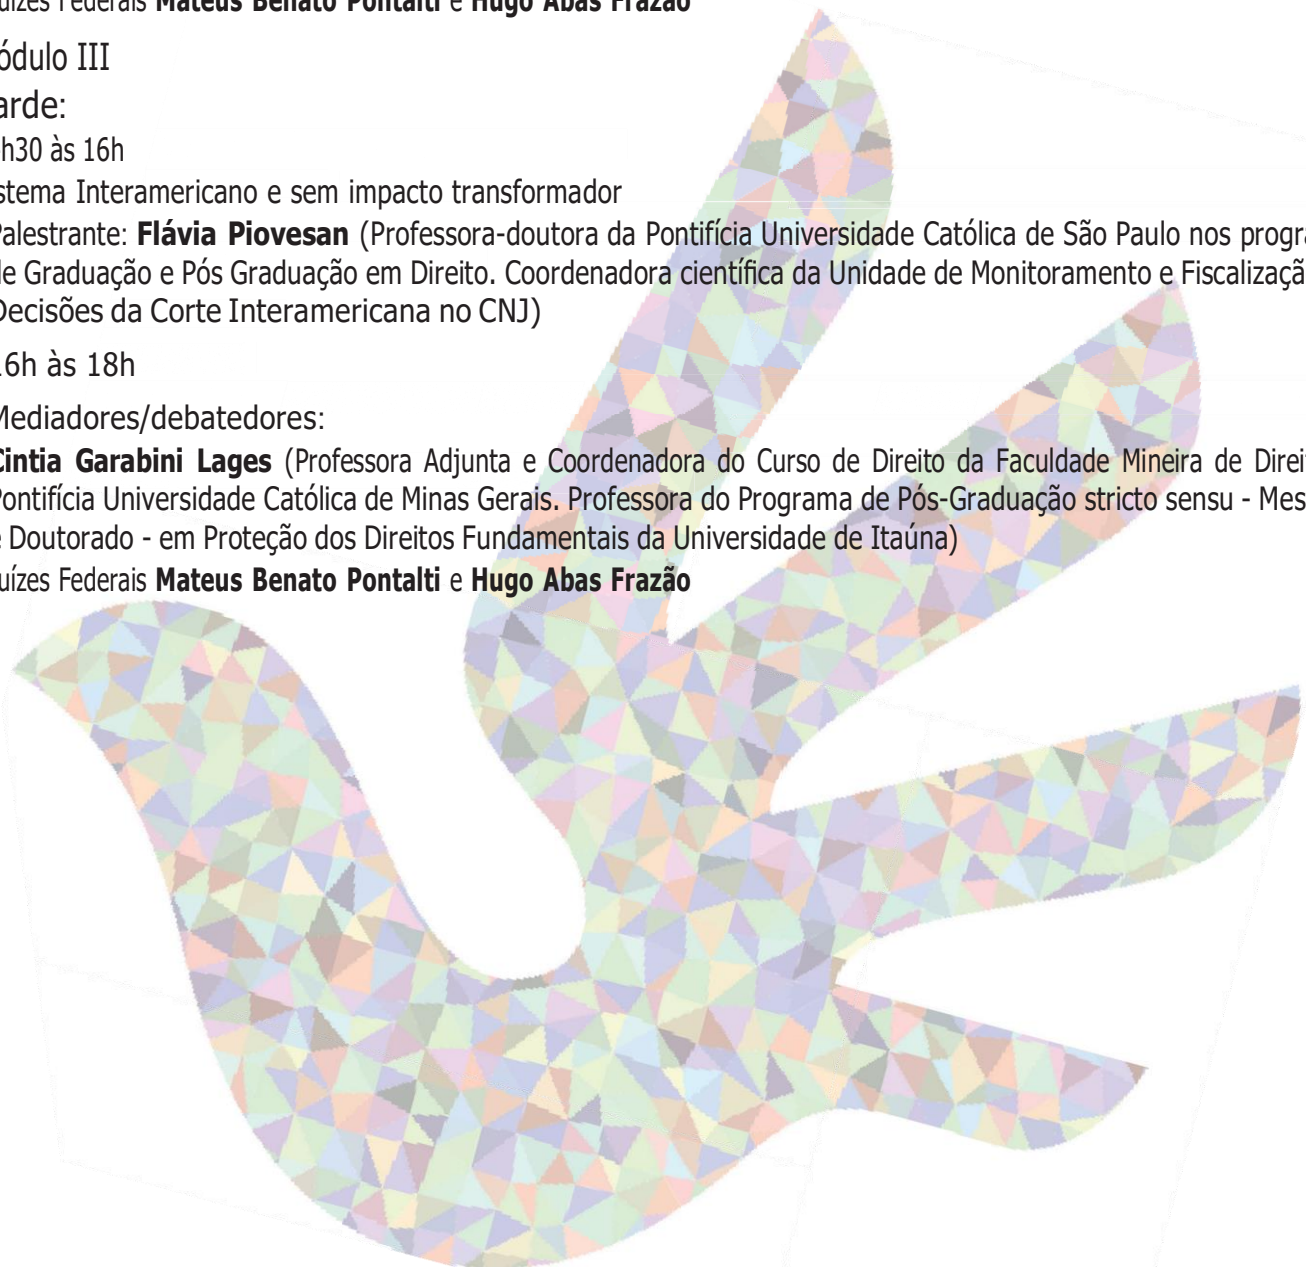 uízes Federais Mateus Benato Pontalti e Hugo Abas Frazão
ódulo III
arde:
h30 às 16h
stema Interamericano e sem impacto transformador
Palestrante: Flávia Piovesan (Professora-doutora da Pontifícia Universidade Católica de São Paulo nos progra
de Graduação e Pós Graduação em Direito. Coordenadora científica da Unidade de Monitoramento e Fiscalizaçã
Decisões da Corte Interamericana no CNJ)
16h às 18h
Mediadores/debatedores:
Cintia Garabini Lages (Professora Adjunta e Coordenadora do Curso de Direito da Faculdade Mineira de Direi
Pontifícia Universidade Católica de Minas Gerais. Professora do Programa de Pós-Graduação stricto sensu - Mes
e Doutorado - em Proteção dos Direitos Fundamentais da Universidade de Itaúna)
uízes Federais Mateus Benato Pontalti e Hugo Abas Frazão